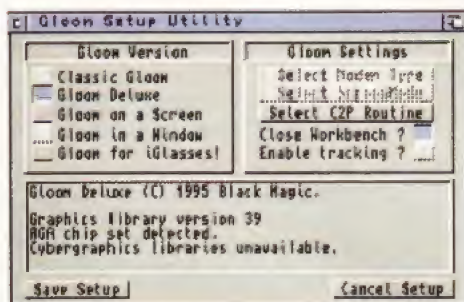 Gloom Setup Utility
Gloom Version
Classic Gloom
Gloom Deluxe
Gloom on a Screen
Gloom in a Window
Gloom for iGlasses!
Gloom Settings
Select Modem Type
Select ScreenMode
Select C2P Routine
Close Workbench ?
Enable tracking ?
Gloom Deluxe (C) 1995 Black Magic.
Graphics library version 39
AGA chip set detected.
Cybergraphics libraries unavailable.
Save Setup
Cancel Setup